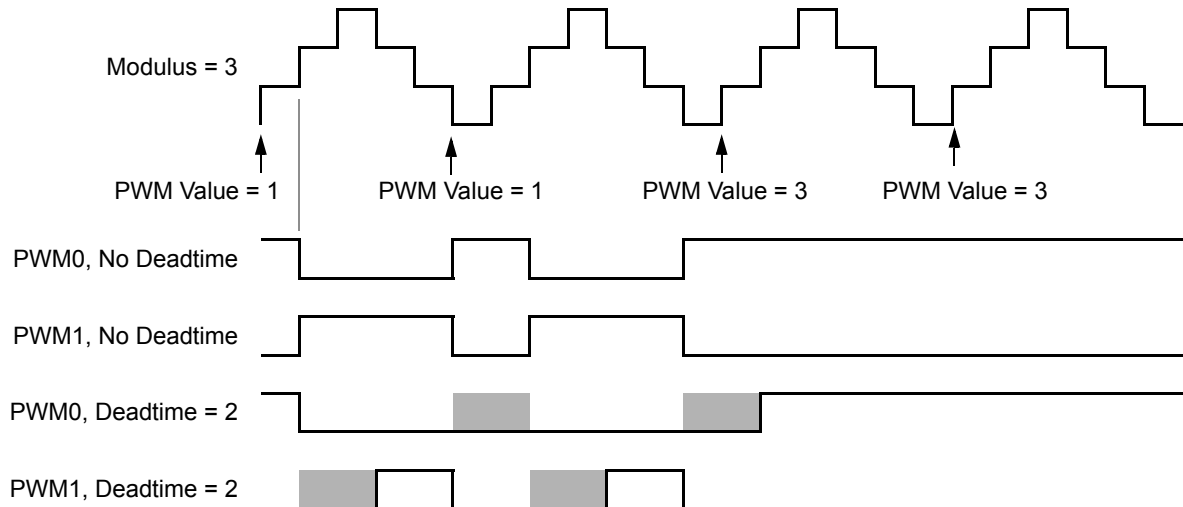 Modulus = 3
PWM Value = 1 PWM Value = 1 PWM Value = 3 PWM Value = 3
PWM0, No Deadtime
PWM1, No Deadtime
PWM0, Deadtime = 2
PWM1, Deadtime = 2